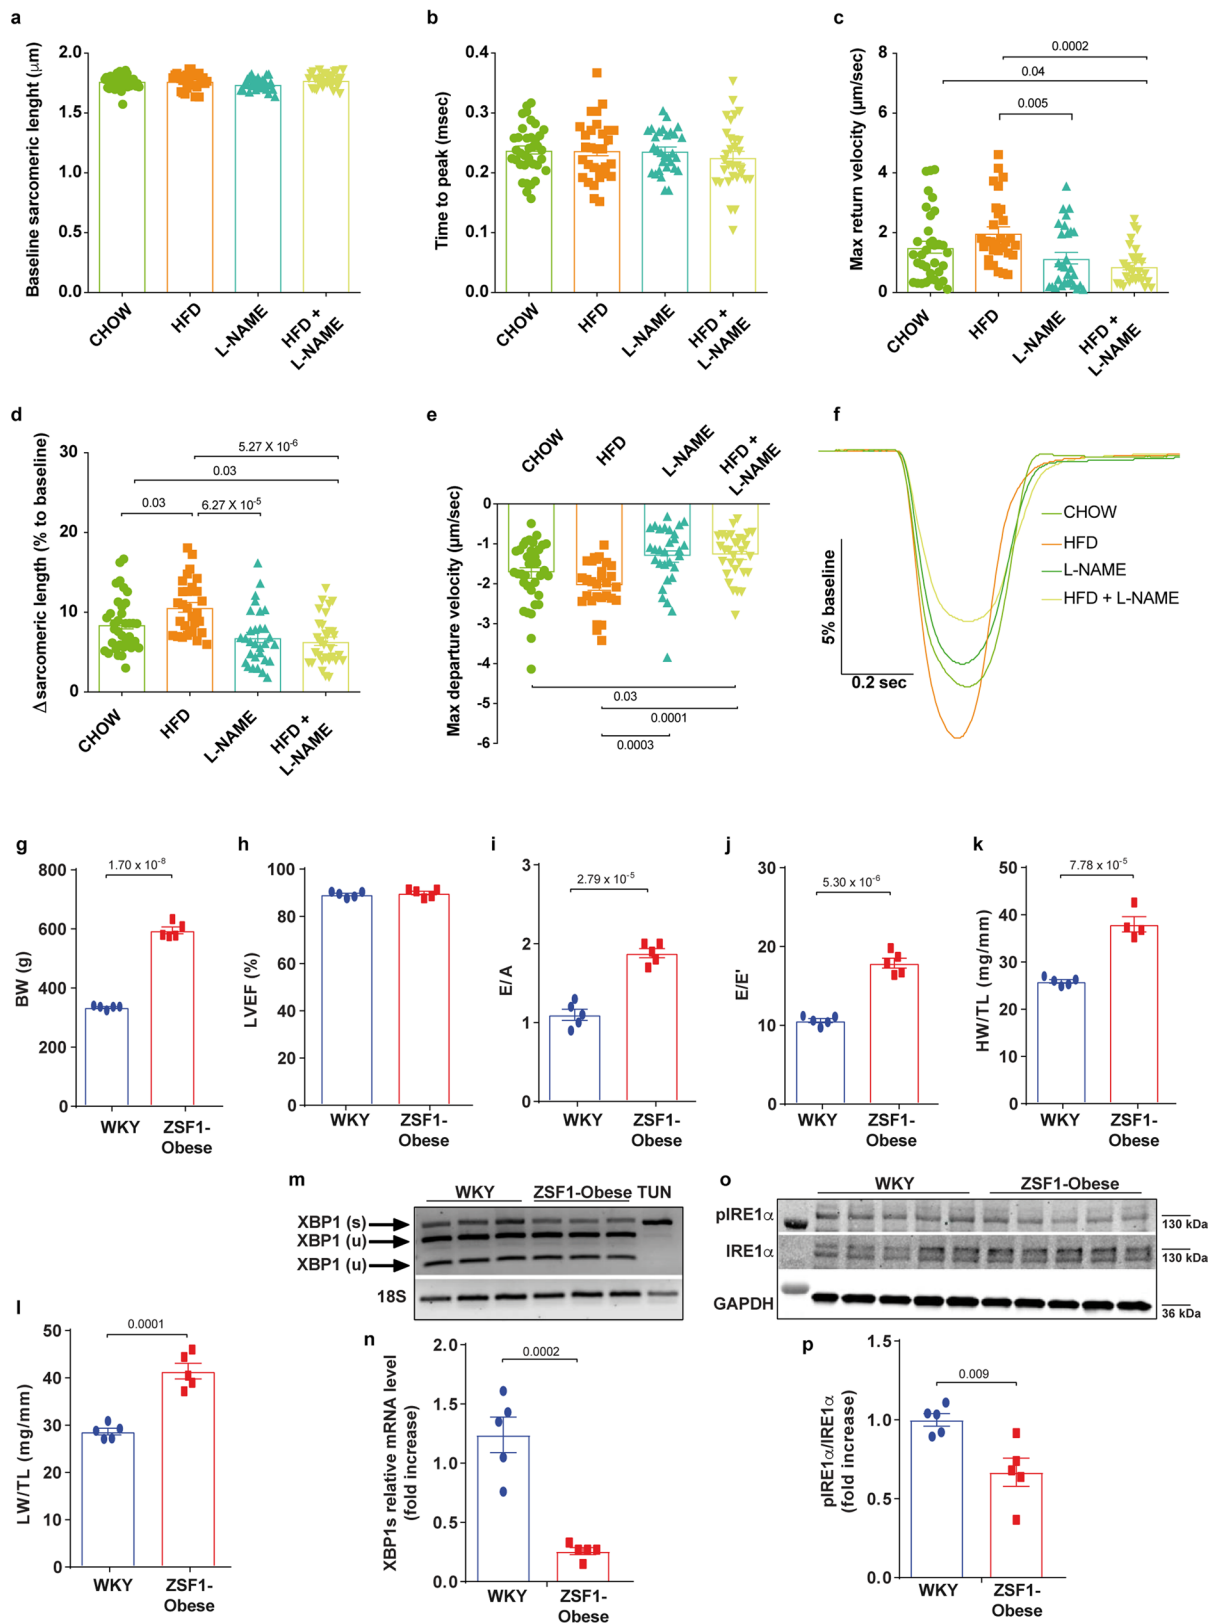 a
Baseline sarcomeric lenght (μm)
2.0
1.5
1.0
0.5
0.0
CHOW
HFD
L-NAME
HFD +
L-NAME
b
Time to peak (msec)
0.4
0.3
0.2
0.1
0.0
CHOW
HFD
L-NAME
HFD +
L-NAME
c
Max return velocity (μm/sec)
8
6
4
2
0
0.0002
0.04
0.005
CHOW
HFD
L-NAME
HFD +
L-NAME
d
Δsarcomeric length (% to baseline)
30
20
10
0
5.27 X 10-6
0.03
0.03
6.27 X 10-5
CHOW
HFD
L-NAME
HFD +
L-NAME
e
CHOW
HFD
L-NAME
HFD +
L-NAME
Max departure velocity (μm/sec)
0
-1
-2
-3
-4
-5
-6
0.03
0.0001
0.0003
f
CHOW
HFD
L-NAME
HFD + L-NAME
5% baseline
0.2 sec
g
BW (g)
800
600
400
200
0
1.70 x 10-8
WKY
ZSF1-
Obese
h
LVEF (%)
100
80
60
40
20
0
WKY
ZSF1-
Obese
i
E/A
3
2
1
0
2.79 x 10-5
WKY
ZSF1-
Obese
j
E/E'
30
20
10
0
5.30 x 10-6
WKY
ZSF1-
Obese
k
HW/TL (mg/mm)
50
40
30
20
10
0
7.78 x 10-5
WKY
ZSF1-
Obese
l
LW/TL (mg/mm)
50
40
30
20
10
0
0.0001
WKY
ZSF1-
Obese
m
WKY
ZSF1-Obese
TUN
XBP1 (s)
XBP1 (u)
XBP1 (u)
18S
n
XBP1s relative mRNA level
(fold increase)
2.0
1.5
1.0
0.5
0.0
0.0002
WKY
ZSF1-
Obese
o
WKY
ZSF1-Obese
pIRE1α
130 kDa
IRE1α
130 kDa
GAPDH
36 kDa
p
pIRE1α/IRE1α
(fold increase)
1.5
1.0
0.5
0.0
0.009
WKY
ZSF1-
Obese